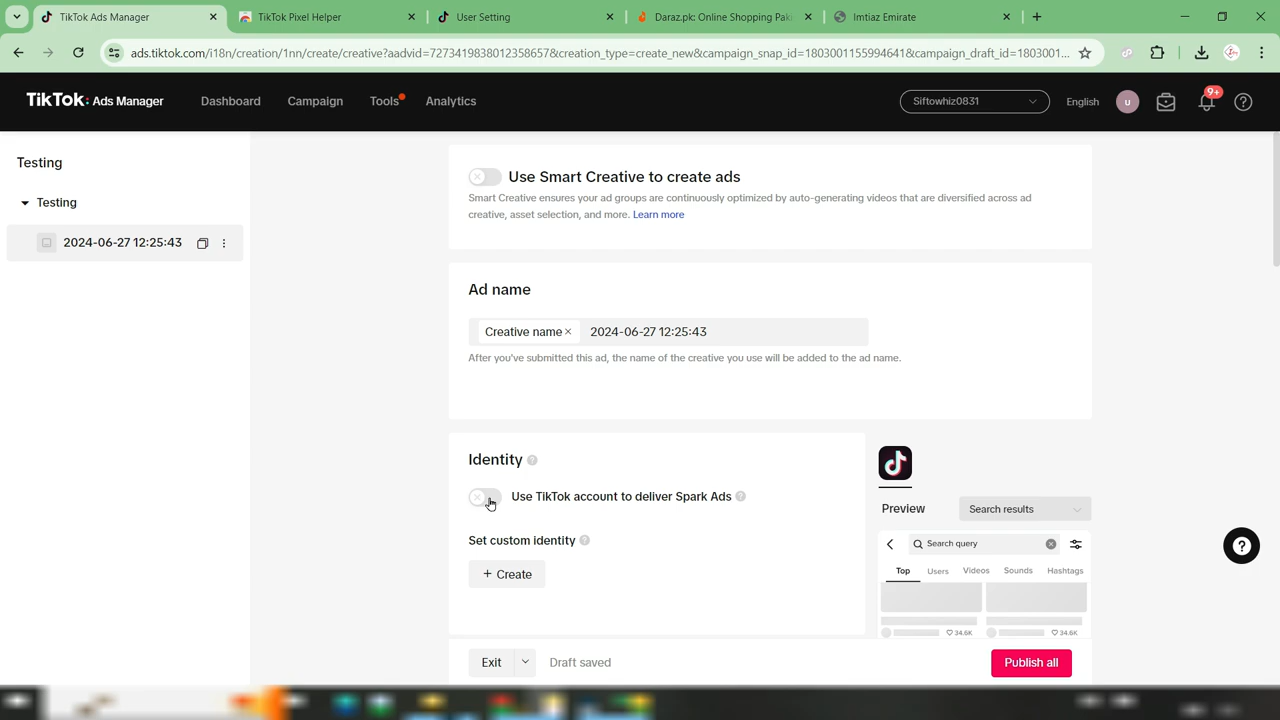 TikTok Ads Manager
TikTok Pixel Helper
User Setting
Daraz.pk: Online Shopping Pak
Imtiaz Emirate
ads.tiktok.com/i18n/creation/1nn/create/creative?aadvid=7273419838012358657&creation_type=create_new&campaign_snap_id=1803001155994641&campaign_draft_id=1803001...
TikTok: Ads Manager
Dashboard
Campaign
Tools
Analytics
Siftowhiz0831
English
u
9+
Testing
Testing
2024-06-27 12:25:43
Use Smart Creative to create ads
Smart Creative ensures your ad groups are continuously optimized by auto-generating videos that are diversified across ad
creative, asset selection, and more. Learn more
Ad name
Creative name × 2024-06-27 12:25:43
After you've submitted this ad, the name of the creative you use will be added to the ad name.
Identity
Use TikTok account to deliver Spark Ads
Set custom identity
+ Create
Preview
Search results
Search query
Top
Users
Videos
Sounds
Hashtags
34.6K
34.6K
Exit
Draft saved
Publish all